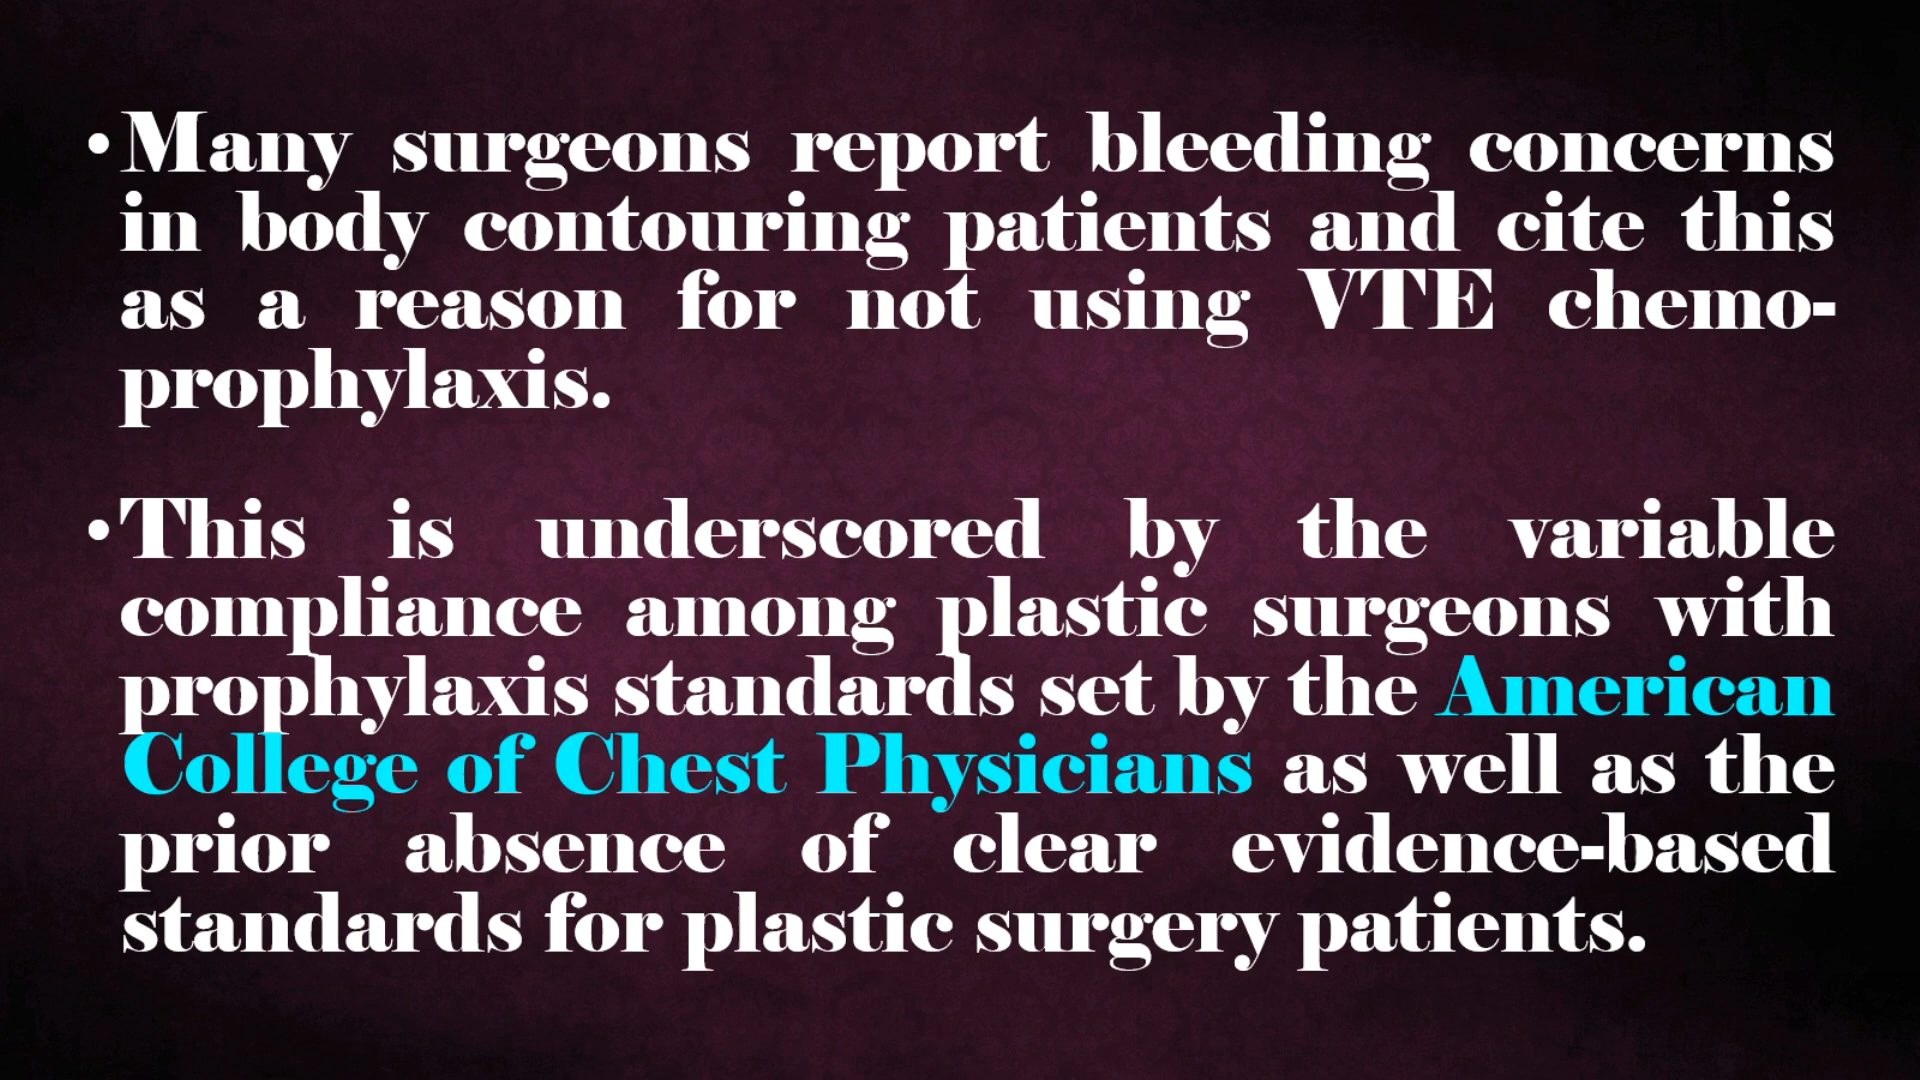 •Many surgeons report bleeding concerns
in body contouring patients and cite this
as a reason for not using VTE chemo-
prophylaxis.
•This is underscored by the variable
compliance among plastic surgeons with
prophylaxis standards set by the American
College of Chest Physicians as well as the
prior absence of clear evidence-based
standards for plastic surgery patients.